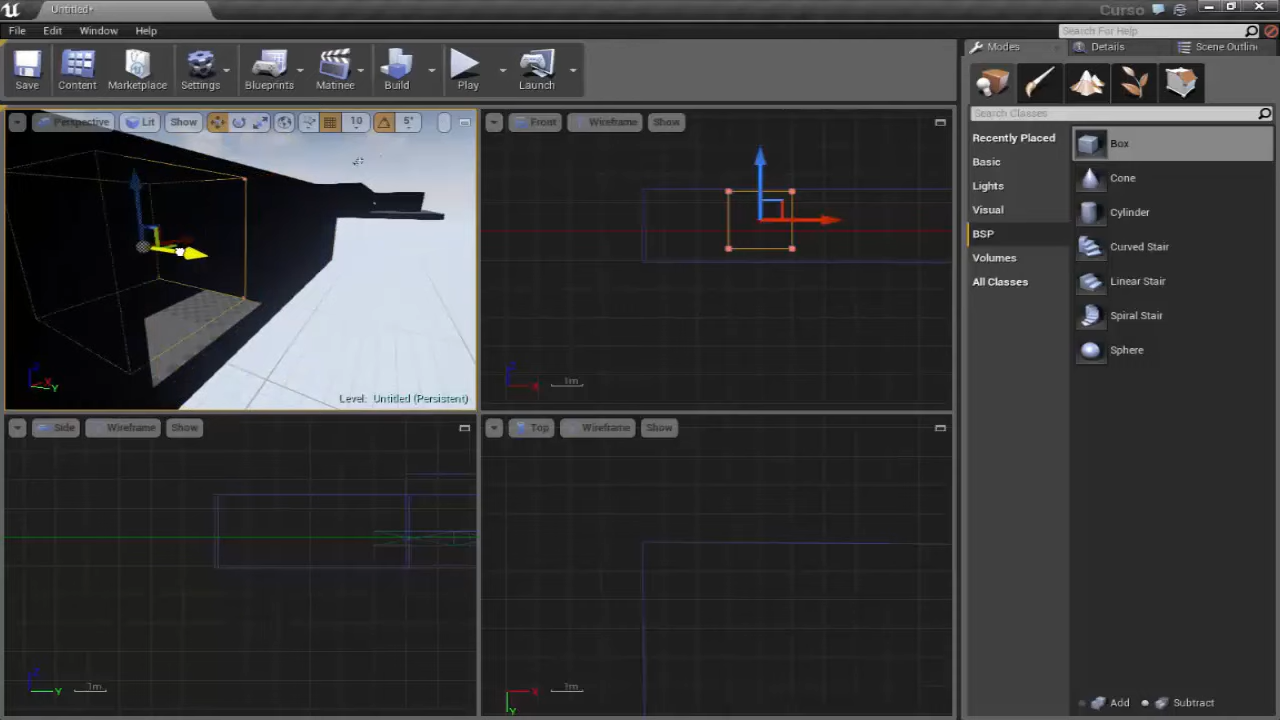 Untitled*
Curso
File Edit Window Help
Search For Help
Save Content Marketplace Settings Blueprints Matinee Build Play Launch
Modes Details Scene Outlin
Search Classes
Perspective Lit Show 10 5°
Front Wireframe Show
Recently Placed
Basic
Lights
Visual
BSP
Volumes
All Classes
Box
Cone
Cylinder
Curved Stair
Linear Stair
Spiral Stair
Sphere
Z
X
Y
Level: Untitled (Persistent)
Z
X
1m
Side Wireframe Show
Top Wireframe Show
Z
Y
1m
X
Y
1m
Add Subtract